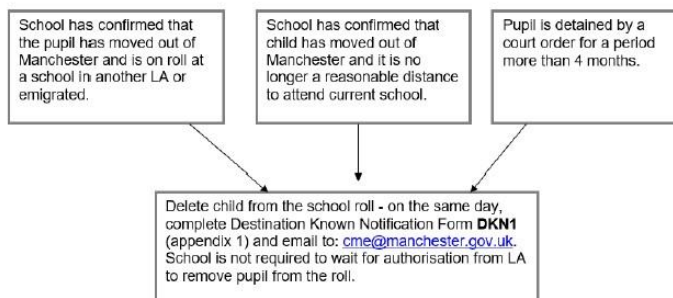 School has confirmed that
the pupil has moved out of
Manchester and is on roll at
a school in another LA or
emigrated.
School has confirmed that
child has moved out of
Manchester and it is no
longer a reasonable distance
to attend current school.
Pupil is detained by a
court order for a period
more than 4 months.
Delete child from the school roll - on the same day,
complete Destination Known Notification Form DKN1
(appendix 1) and email to: cme@manchester.gov.uk.
School is not required to wait for authorisation from LA
to remove pupil from the roll.